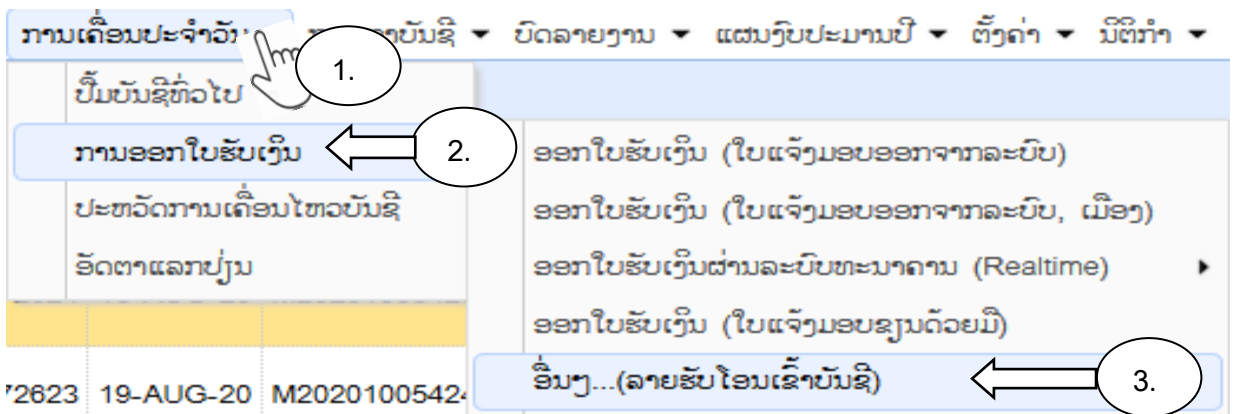 ການເຄື່ອນປະຈຳວັນ ບັນຊີ ▾ ບົດລາຍງານ ▾ ແຜນງົບປະມານປີ ▾ ຕັ້ງຄ່າ ▾ ນິຕິກຳ ▾
1.
ປຶ້ມບັນຊີທົ່ວໄປ
ການອອກໃບຮັບເງິນ
2.
ອອກໃບຮັບເງິນ (ໃບແຈ້ງມອບອອກຈາກລະບົບ)
ປະຫວັດການເຄື່ອນໄຫວບັນຊີ
ອອກໃບຮັບເງິນ (ໃບແຈ້ງມອບອອກຈາກລະບົບ, ເມືອງ)
ອັດຕາແລກປ່ຽນ
ອອກໃບຮັບເງິນຜ່ານລະບົບທະນາຄານ (Realtime)
ອອກໃບຮັບເງິນ (ໃບແຈ້ງມອບຂຽນດ້ວຍມື)
ອື່ນໆ...(ລາຍຮັບໂອນເຂົ້າບັນຊີ)
3.
72623 19-AUG-20 M20201005424